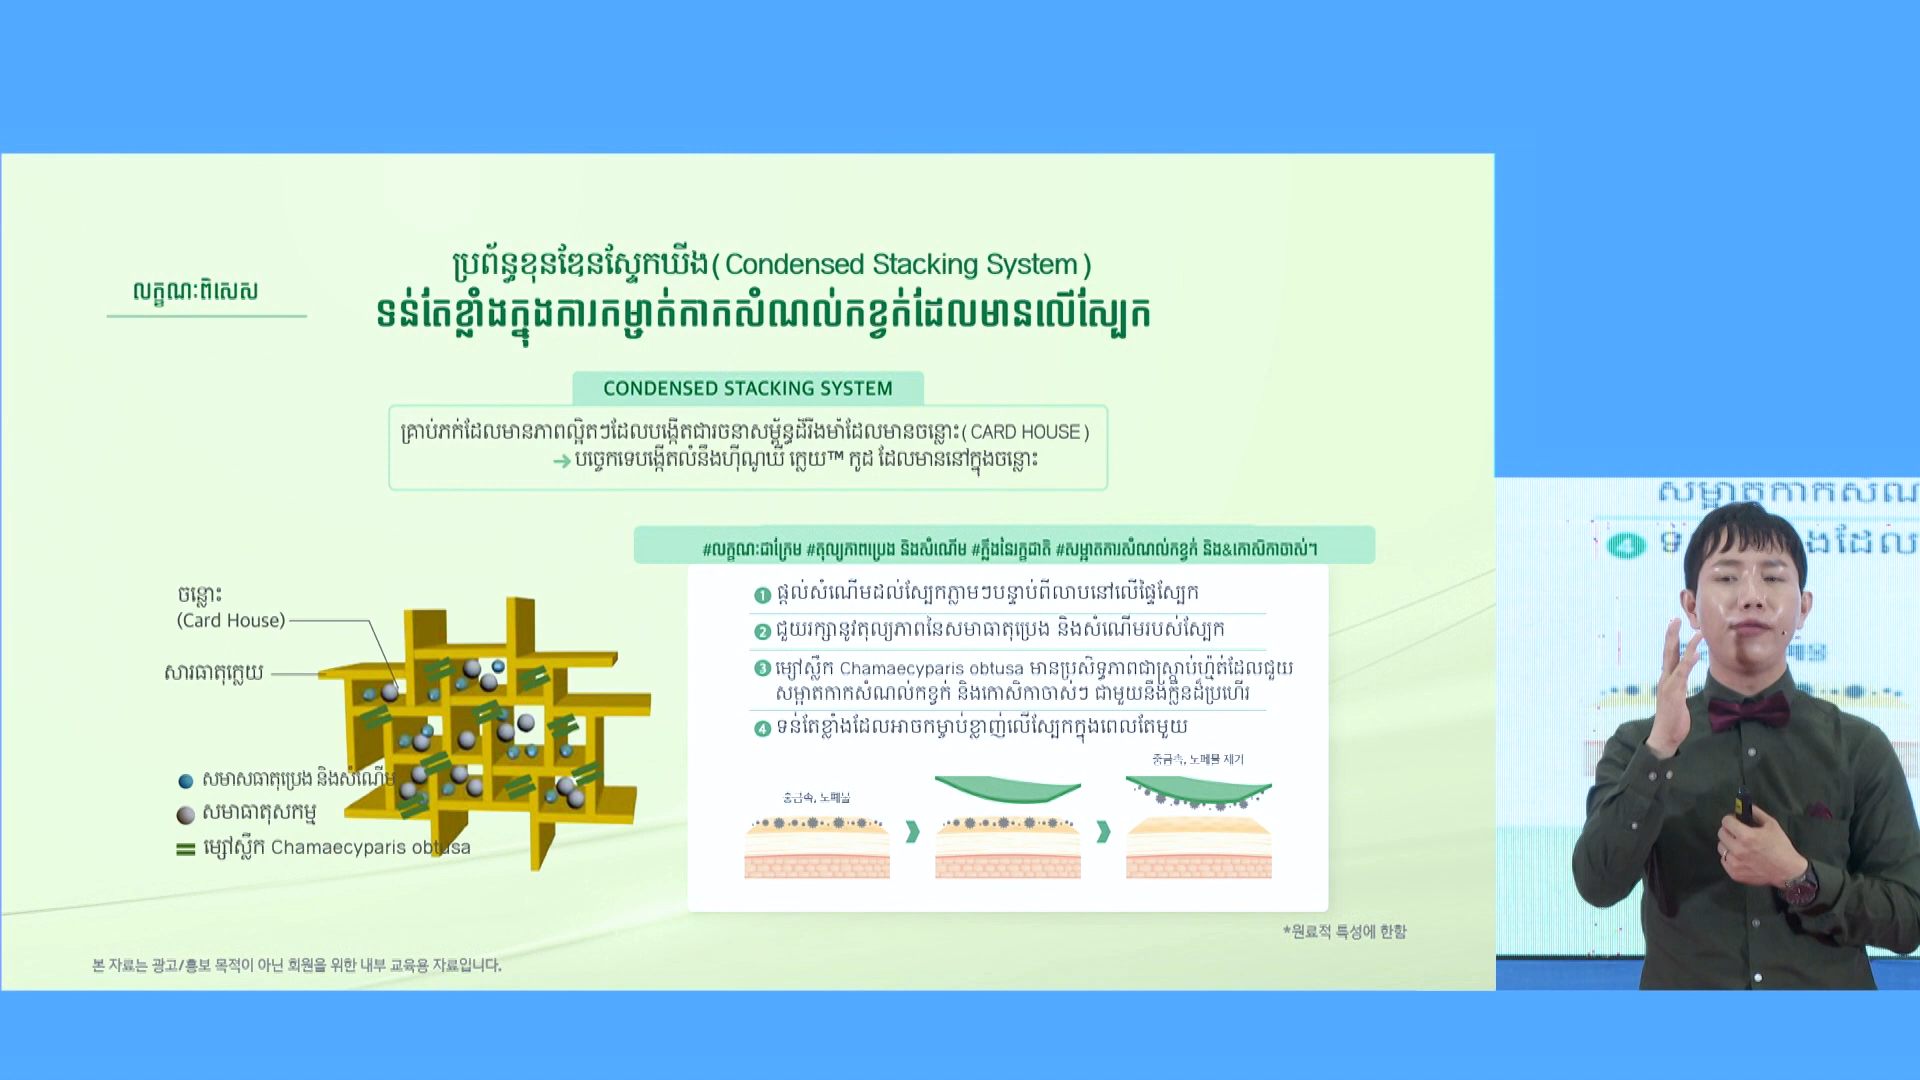 លក្ខណៈពិសេស
ប្រព័ន្ធខុនឌែនស្ទែកឃីង(Condensed Stacking System)
ទន់តែខ្លាំងក្នុងការកម្ចាត់កាកសំណល់កខ្វក់ដែលមានលើស្បែក
CONDENSED STACKING SYSTEM
គ្រាប់ភក់ដែលមានភាពល្អិតៗដែលបង្កើតជារចនាសម្ព័ន្ធដ៏រឹងមាំដែលមានចន្លោះ(CARD HOUSE)
➔ បច្ចេកទេបង្កើតលំនឹងហ៊ីណូឃី ក្លេយ™ កូដ ដែលមាននៅក្នុងចន្លោះ
#លក្ខណៈជាក្រែម #តុល្យភាពប្រេង និងសំណើម #ក្លិនៃរុក្ខជាតិ #សម្អាតការសំណល់កខ្វក់ និង&កោសិកាចាស់ៗ
1 ផ្តល់សំណើមដល់ស្បែកភ្លាមៗបន្ទាប់ពីលាបនៅលើផ្ទៃស្បែក
2 ជួយរក្សានូវតុល្យភាពនៃសមាធាតុប្រេង និងសំណើមរបស់ស្បែក
3 ម្សៅស្លឹក Chamaecyparis obtusa មានប្រសិទ្ធភាពជាស្ក្រាប់ហ្ម៉ត់ដែលជួយ
សម្អាតកាកសំណល់កខ្វក់ និងកោសិកាចាស់ៗ ជាមួយនឹងក្លិនដ៏ប្រហើរ
4 ទន់តែខ្លាំងដែលអាចកម្ចាប់ខ្លាញ់លើស្បែកក្នុងពេលតែមួយ
중금속, 노폐물
중금속, 노폐물 제거
ចន្លោះ
(Card House)
សារធាតុក្លេយ
សមាសធាតុប្រេង និងសំណើម
សមាធាតុសកម្ម
ម្សៅស្លឹក Chamaecyparis obtusa
*원료적 특성에 한함
본 자료는 광고/홍보 목적이 아닌 회원을 위한 내부 교육용 자료입니다.
សម្អាតកាកសំណ
4 ទ
ងដែល